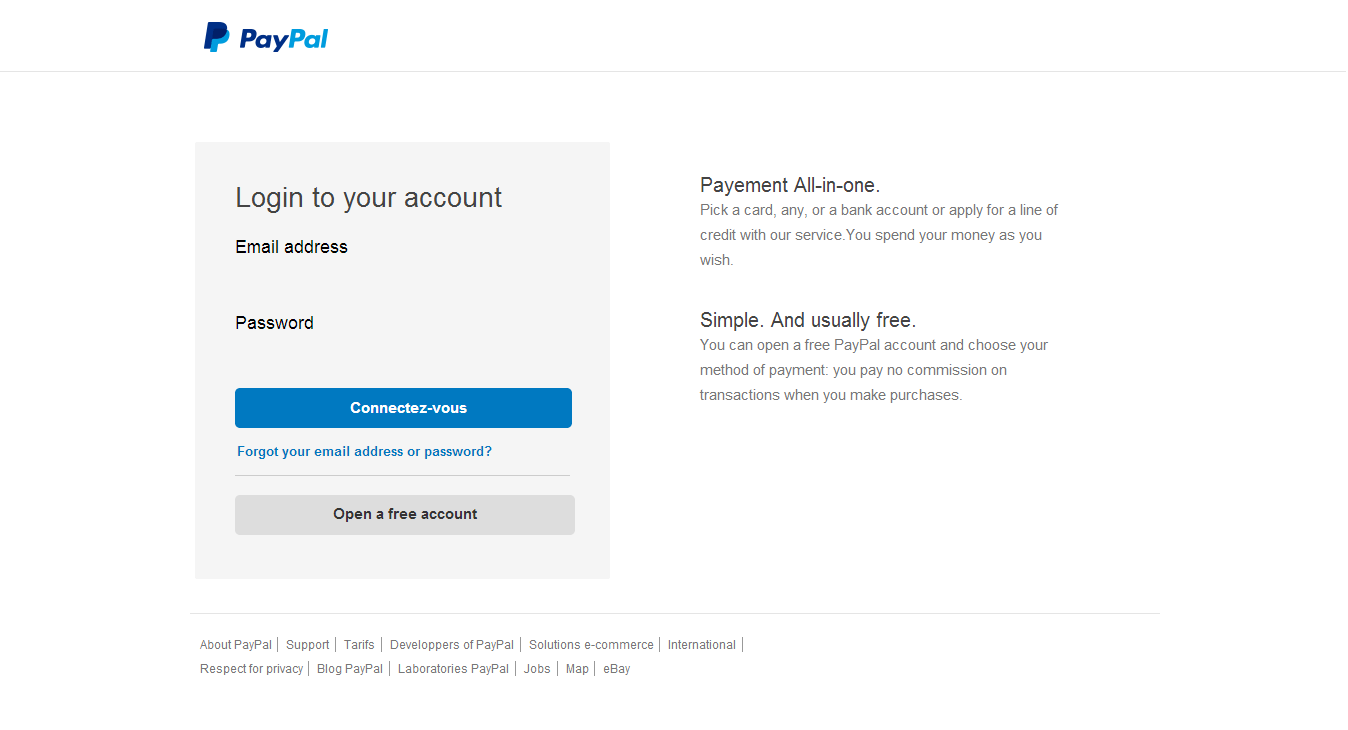 PayPal
Login to your account
Email address
Password
Connectez-vous
Forgot your email address or password?
Open a free account
Payement All-in-one.
Pick a card, any, or a bank account or apply for a line of
credit with our service.You spend your money as you
wish.
Simple. And usually free.
You can open a free PayPal account and choose your
method of payment: you pay no commission on
transactions when you make purchases.
About PayPal | Support | Tarifs | Developpers of PayPal | Solutions e-commerce | International |
Respect for privacy | Blog PayPal | Laboratories PayPal | Jobs | Map | eBay